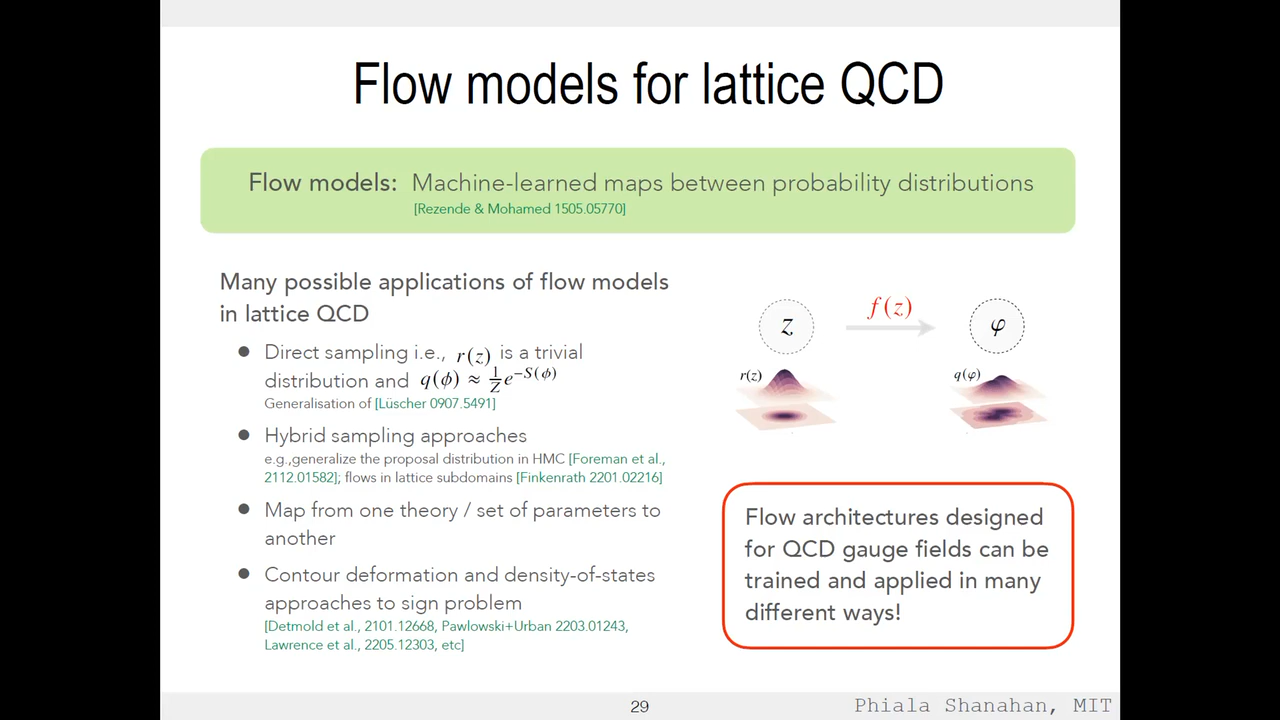 Flow models for lattice QCD
Flow models: Machine-learned maps between probability distributions
[Rezende & Mohamed 1505.05770]
Many possible applications of flow models
in lattice QCD
● Direct sampling i.e., r(z) is a trivial
distribution and q(ϕ) ≈ 1/Z e^{-S(ϕ)}
Generalisation of [Lüscher 0907.5491]
● Hybrid sampling approaches
e.g.,generalize the proposal distribution in HMC [Foreman et al.,
2112.01582]; flows in lattice subdomains [Finkenrath 2201.02216]
● Map from one theory / set of parameters to
another
● Contour deformation and density-of-states
approaches to sign problem
[Detmold et al., 2101.12668, Pawlowski+Urban 2203.01243,
Lawrence et al., 2205.12303, etc]
z f(z) φ
r(z) q(φ)
Flow architectures designed
for QCD gauge fields can be
trained and applied in many
different ways!
29
Phiala Shanahan, MIT